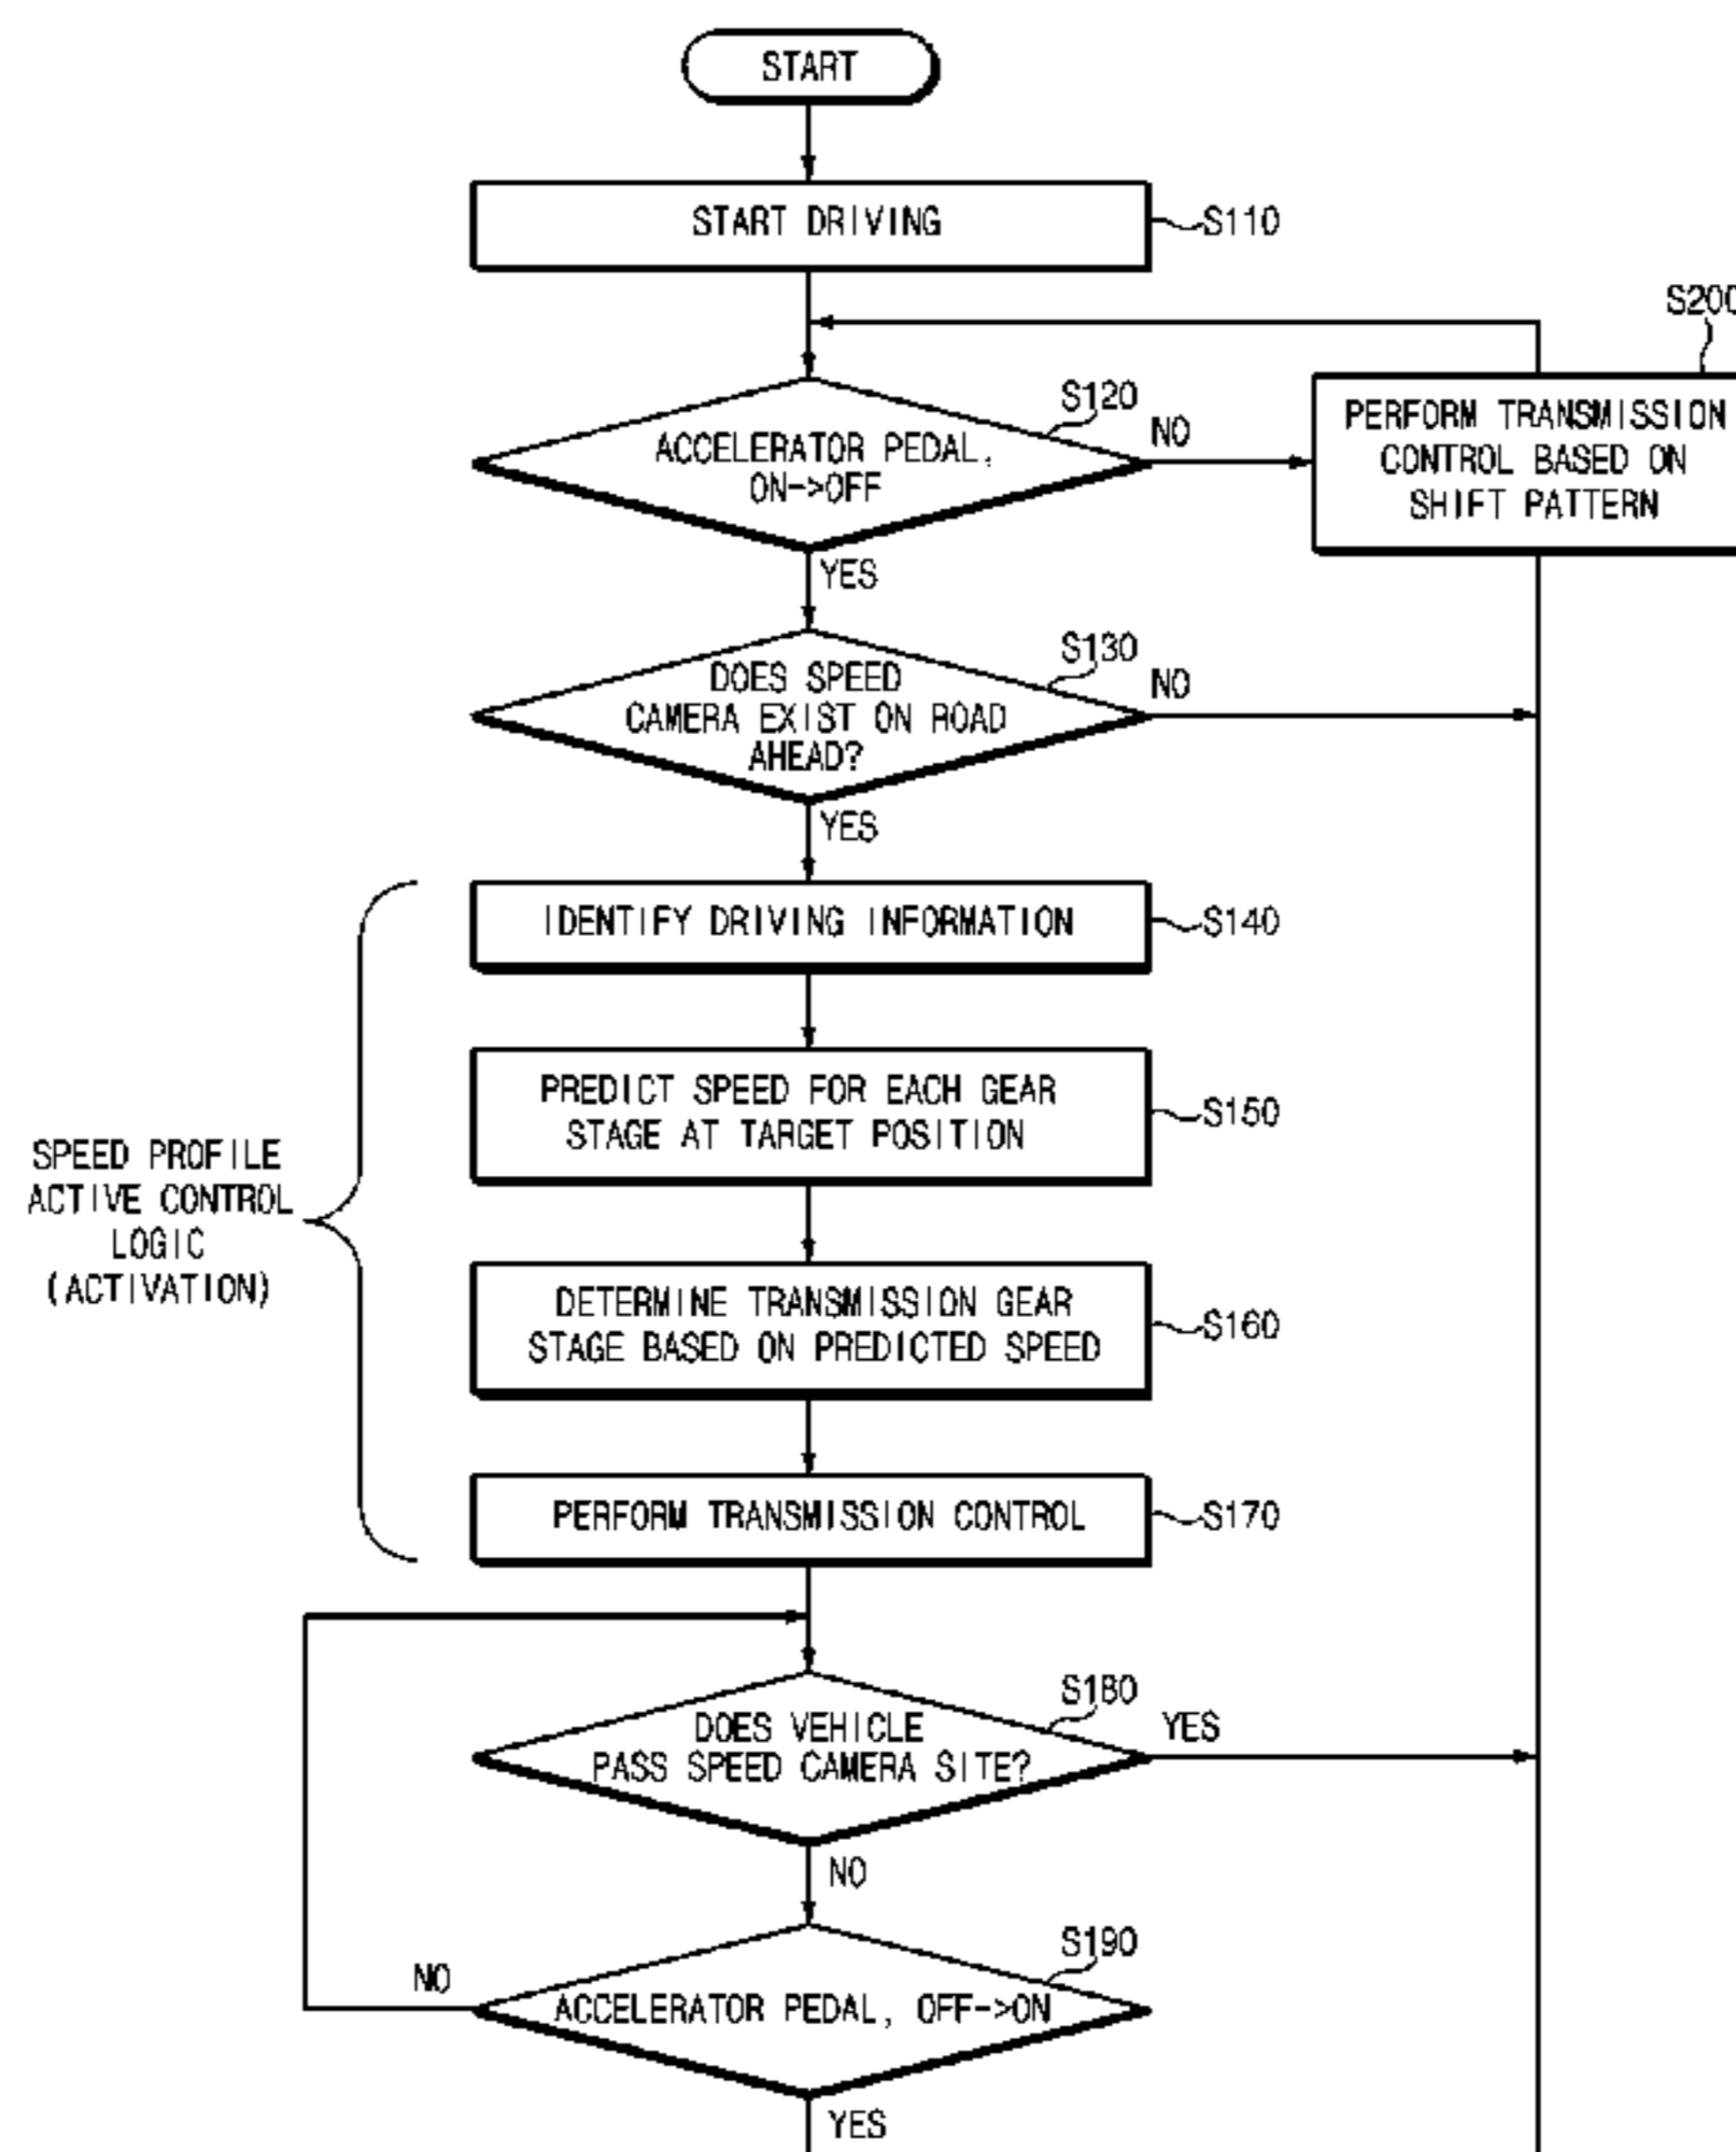 START
START DRIVING
S110
S200
S120
ACCELERATOR PEDAL,
ON->OFF
NO
PERFORM TRANSMISSION
CONTROL BASED ON
SHIFT PATTERN
YES
S130
DOES SPEED
CAMERA EXIST ON ROAD
AHEAD?
NO
YES
IDENTIFY DRIVING INFORMATION
S140
PREDICT SPEED FOR EACH GEAR
STAGE AT TARGET POSITION
S150
SPEED PROFILE
ACTIVE CONTROL
LOGIC
(ACTIVATION)
DETERMINE TRANSMISSION GEAR
STAGE BASED ON PREDICTED SPEED
S160
PERFORM TRANSMISSION CONTROL
S170
S180
DOES VEHICLE
PASS SPEED CAMERA SITE?
YES
NO
S190
NO
ACCELERATOR PEDAL, OFF->ON
YES